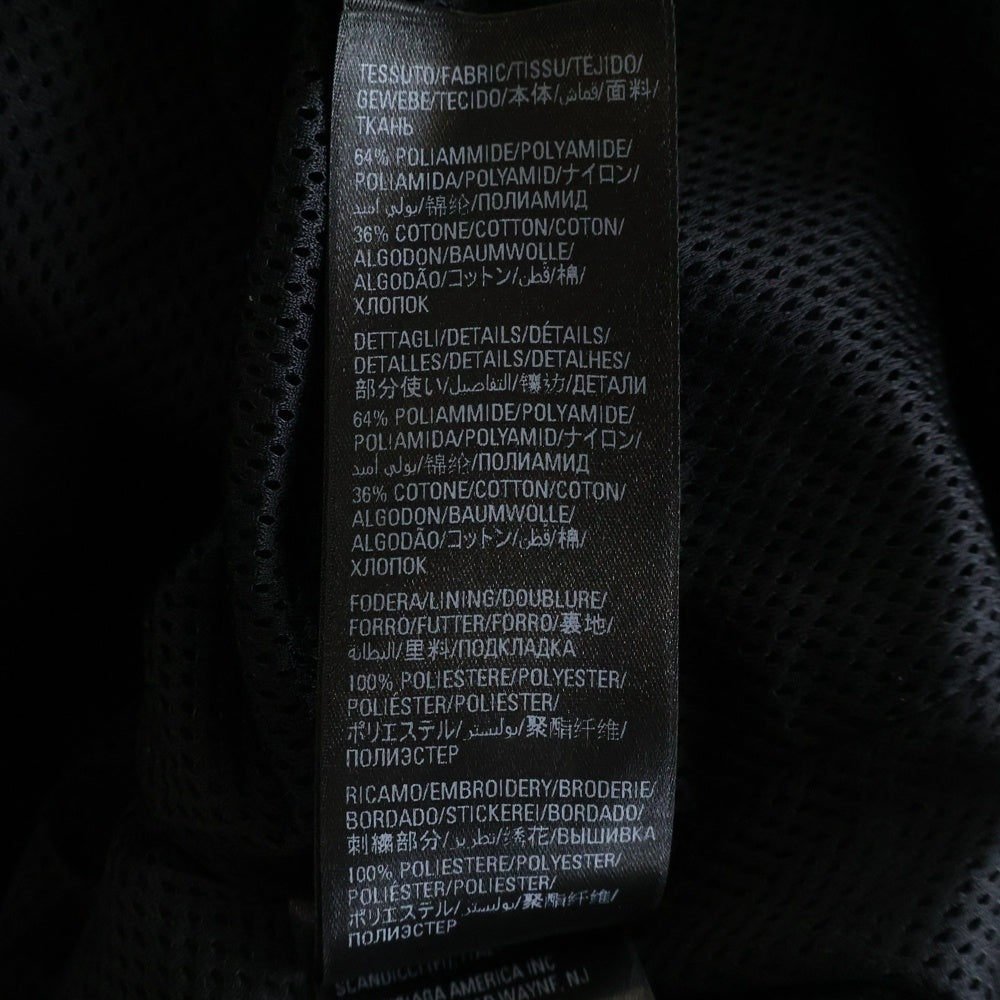 TESSUTO/FABRIC/TISSU/TEJIDO/
GEWEBE/TECIDO/本体/قماش/面料/
ТКАНЬ
64% POLIAMMIDE/POLYAMIDE/
POLIAMIDA/POLYAMID/ナイロン/
بولي أميد/锦纶/ПОЛИАМИД
36% COTONE/COTTON/COTON/
ALGODON/BAUMWOLLE/
ALGODÃO/コットン/قطن/棉/
ХЛОПОК
DETTAGLI/DETAILS/DÉTAILS/
DETALLES/DETAILS/DETALHES/
部分使い/التفاصيل/镶边/ДЕТАЛИ
64% POLIAMMIDE/POLYAMIDE/
POLIAMIDA/POLYAMID/ナイロン/
بولي أميد/锦纶/ПОЛИАМИД
36% COTONE/COTTON/COTON/
ALGODON/BAUMWOLLE/
ALGODÃO/コットン/قطن/棉/
ХЛОПОК
FODERA/LINING/DOUBLURE/
FORRO/FUTTER/FORRO/裏地/
البطانة/里料/ПОДКЛАДКА
100% POLIESTERE/POLYESTER/
POLIÉSTER/POLIESTER/
ポリエステル/بوليستر/聚酯纤维/
ПОЛИЭСТЕР
RICAMO/EMBROIDERY/BRODERIE/
BORDADO/STICKEREI/BORDADO/
刺繍部分/تطريز/绣花/ВЫШИВКА
100% POLIESTERE/POLYESTER/
POLIÉSTER/POLIESTER/
ポリエステル/بوليستر/聚酯纤维/
ПОЛИЭСТЕР
AMERICA INC
WAYNE, NJ